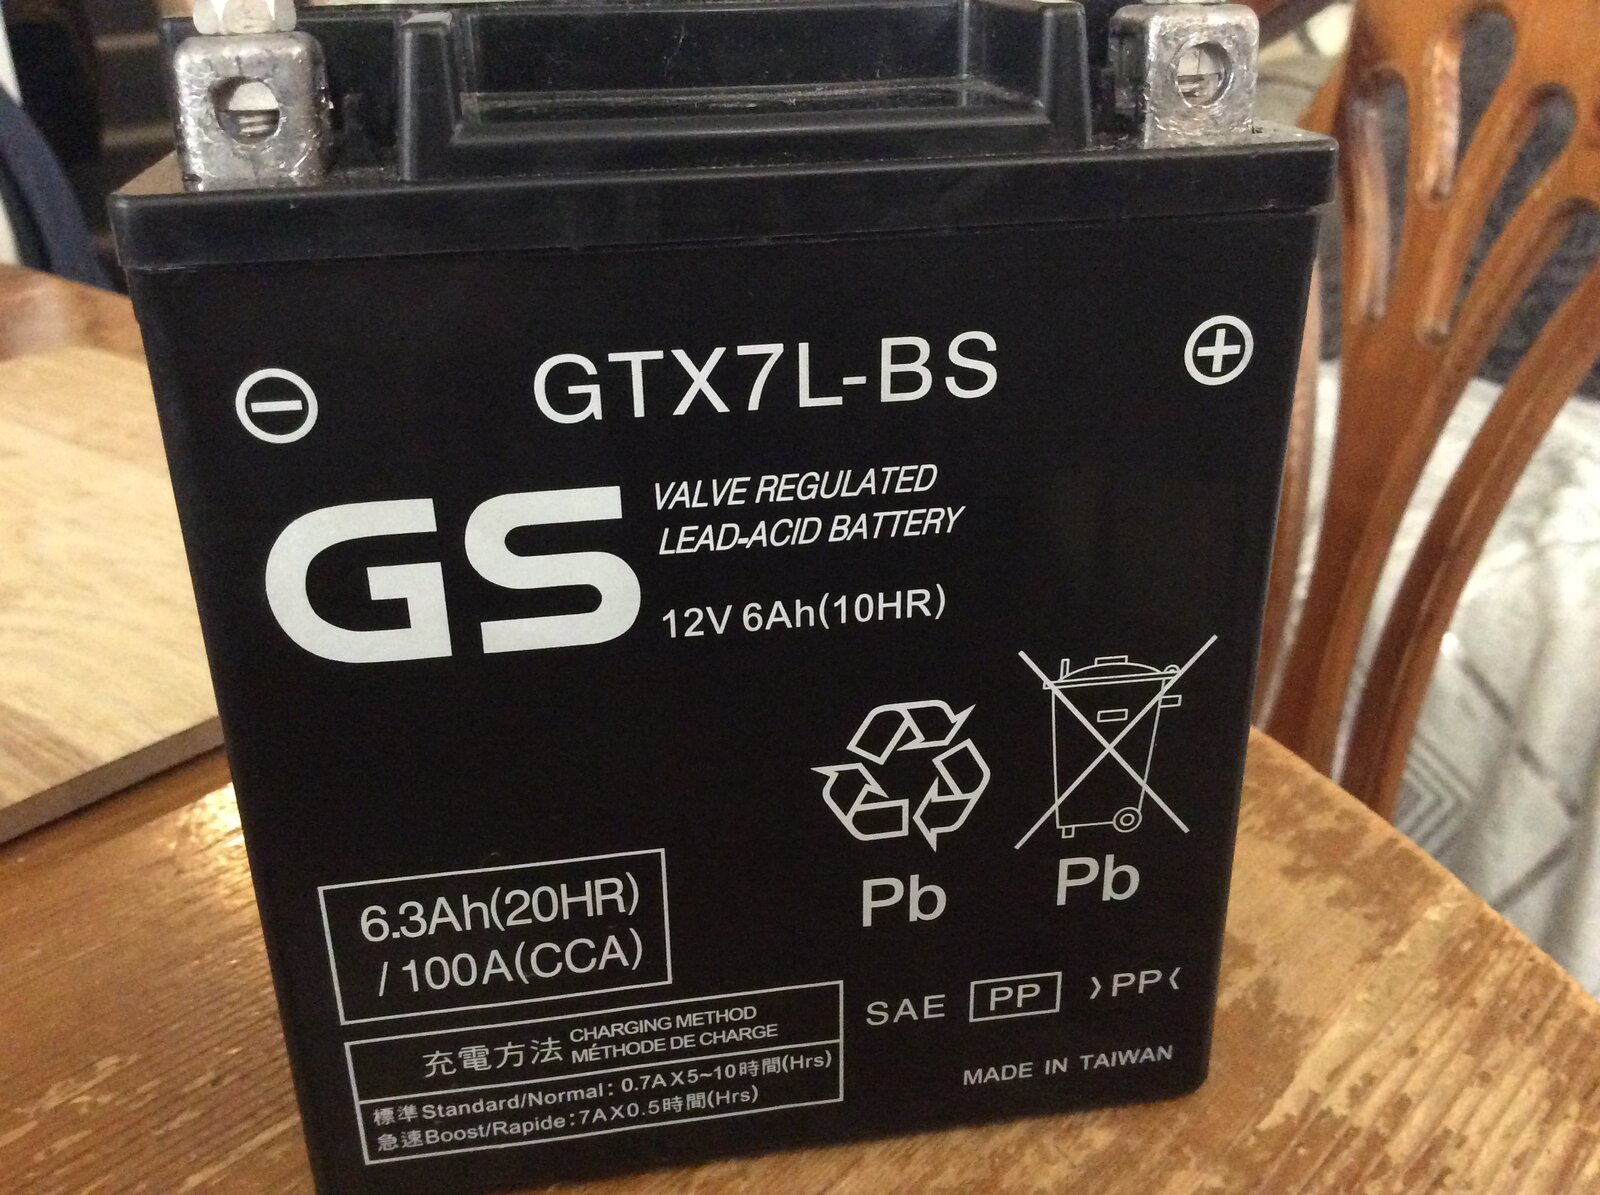 GTX7L-BS
GS
VALVE REGULATED
LEAD-ACID BATTERY
12V 6Ah(10HR)
Pb
Pb
6.3Ah(20HR)
/ 100A(CCA)
充電方法 CHARGING METHOD
MÉTHODE DE CHARGE
標準Standard/Normal: 0.7AX5~10時間(Hrs)
急速Boost/Rapide:7AX0.5時間(Hrs)
SAE PP >PP<
MADE IN TAIWAN